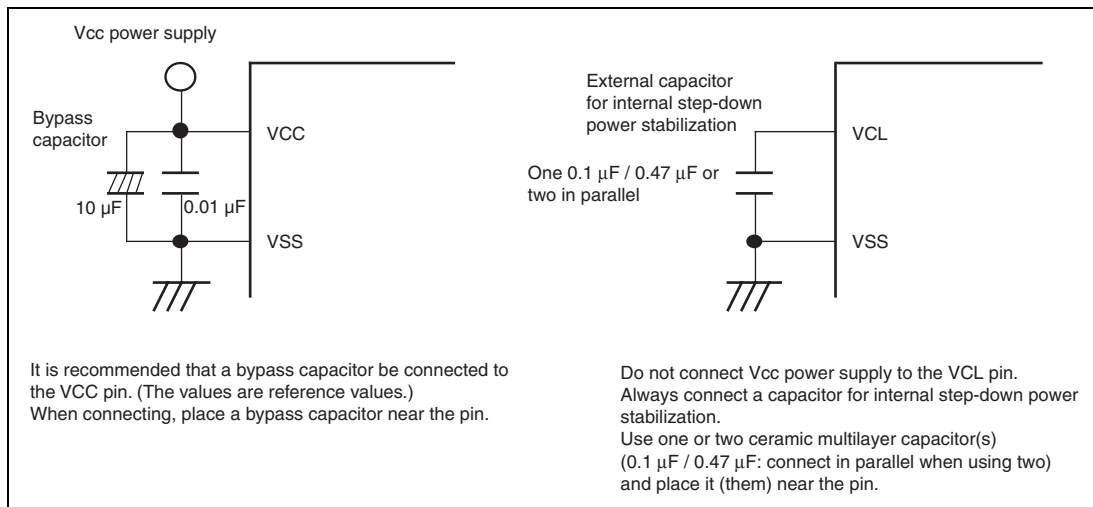 Vcc power supply
Bypass
capacitor
VCC
10 μF
0.01 μF
VSS
External capacitor
for internal step-down
power stabilization
VCL
One 0.1 μF / 0.47 μF or
two in parallel
VSS
It is recommended that a bypass capacitor be connected to
the VCC pin. (The values are reference values.)
When connecting, place a bypass capacitor near the pin.
Do not connect Vcc power supply to the VCL pin.
Always connect a capacitor for internal step-down power
stabilization.
Use one or two ceramic multilayer capacitor(s)
(0.1 μF / 0.47 μF: connect in parallel when using two)
and place it (them) near the pin.